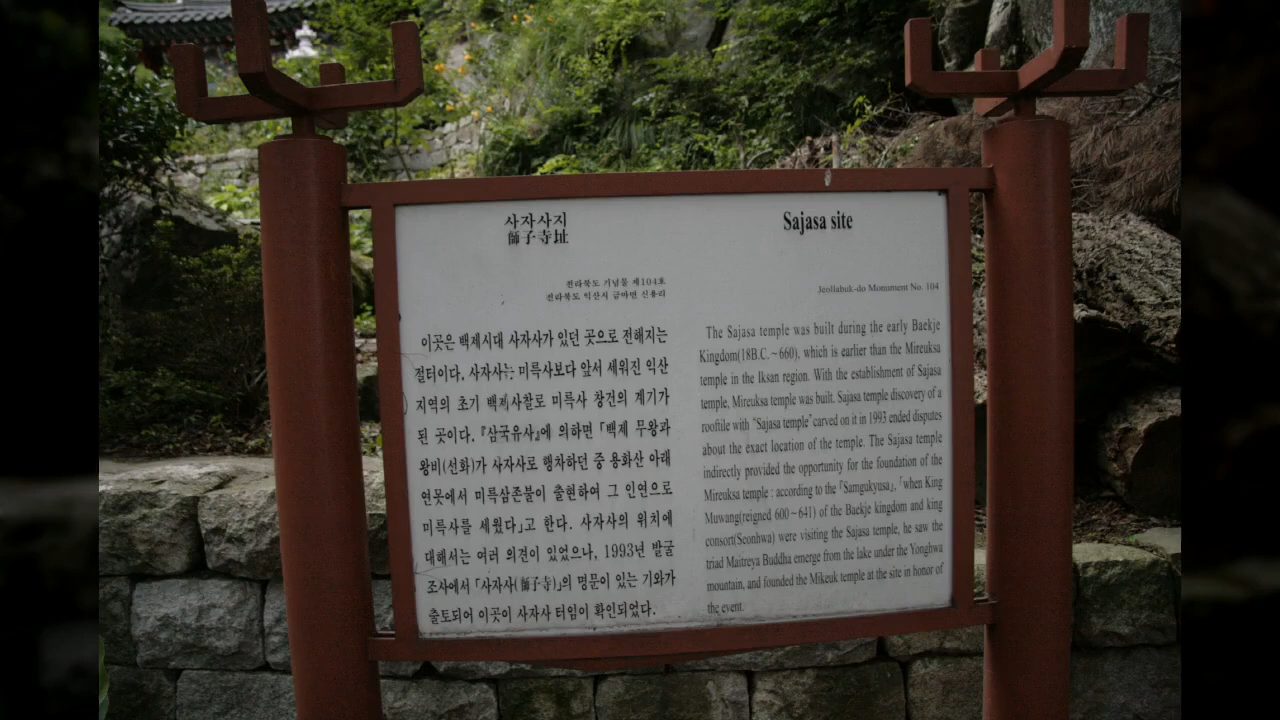 사자사지
師子寺址
전라북도 기념물 제104호
전라북도 익산시 금마면 신용리
이곳은 백제시대 사자사가 있던 곳으로 전해지는
절터이다. 사자사는 미륵사보다 앞서 세워진 익산
지역의 초기 백제사찰로 미륵사 창건의 계기가
된 곳이다. 『삼국유사』에 의하면 「백제 무왕과
왕비(선화)가 사자사로 행차하던 중 용화산 아래
연못에서 미륵삼존불이 출현하여 그 인연으로
미륵사를 세웠다」고 한다. 사자사의 위치에
대해서는 여러 의견이 있었으나, 1993년 발굴
조사에서 「사자사(師子寺)」의 명문이 있는 기와가
출토되어 이곳이 사자사 터임이 확인되었다.
Sajasa site
Jeollabuk-do Monument No. 104
The Sajasa temple was built during the early Baekje
Kingdom(18B.C.~660), which is earlier than the Mireuksa
temple in the Iksan region. With the establishment of Sajasa
temple, Mireuksa temple was built. Sajasa temple discovery of a
rooftile with "Sajasa temple" carved on it in 1993 ended disputes
about the exact location of the temple. The Sajasa temple
indirectly provided the opportunity for the foundation of the
Mireuksa temple : according to the 『Samgukyusa』, 「when King
Muwang(reigned 600~641) of the Baekje kingdom and king
consort(Seonhwa) were visiting the Sajasa temple, he saw the
triad Maitreya Buddha emerge from the lake under the Yonghwa
mountain, and founded the Mikeuk temple at the site in honor of
the event.